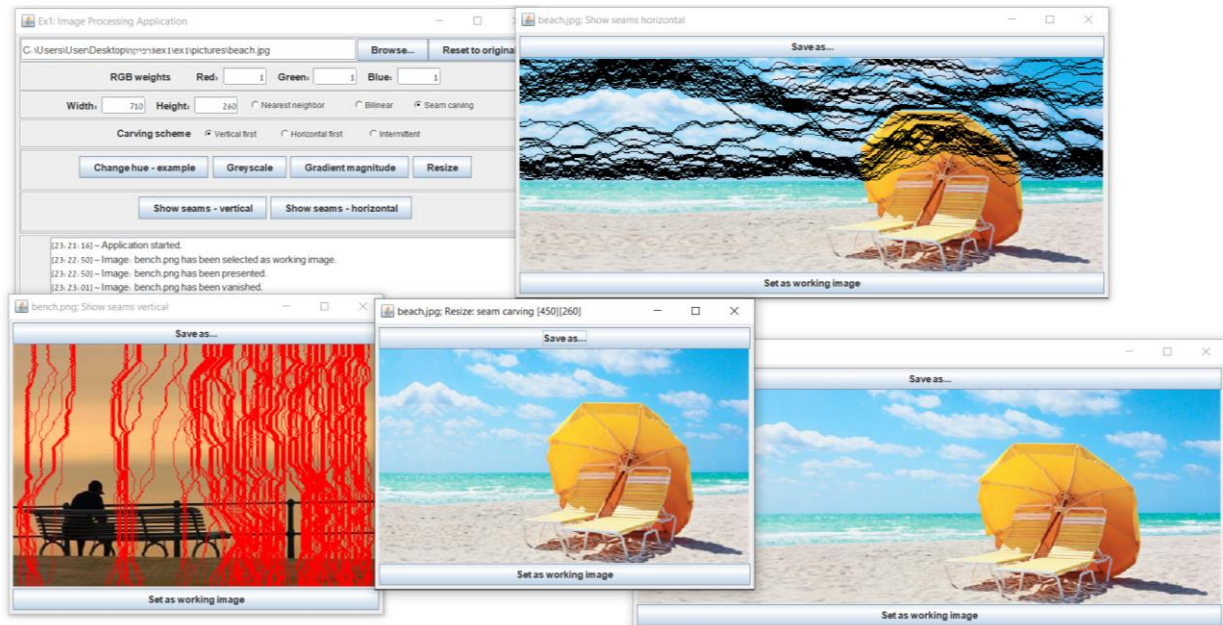 Ex1: Image Processing Application
C:\Users\User\Desktop\גרפיקה\ex1\ex1\pictures\beach.jpg Browse... Reset to origina
RGB weights Red: 1 Green: 1 Blue: 1
Width: 710 Height: 260 Nearest neighbor Bilinear Seam carving
Carving scheme Vertical first Horizontal first Intermittent
Change hue - example Greyscale Gradient magnitude Resize
Show seams - vertical Show seams - horizontal
[23:21:16] ~ Application started.
[23:22:50] ~ Image: bench.png has been selected as working image.
[23:22:50] ~ Image: bench.png has been presented.
[23:23:01] ~ Image: bench.png has been vanished.
beach.jpg; Show seams horizontal
Save as...
Set as working image
bench.png; Show seams vertical
Save as...
Set as working image
beach.jpg; Resize: seam carving [450][260]
Save as...
Set as working image
Save as...
Set as working image